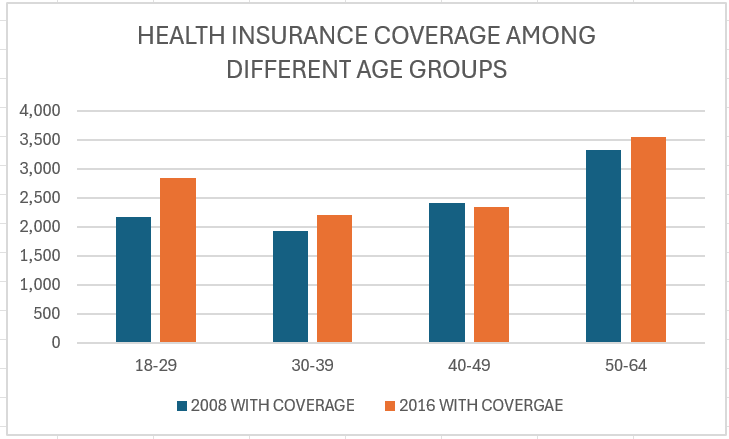 HEALTH INSURANCE COVERAGE AMONG
DIFFERENT AGE GROUPS
4,000
3,500
3,000
2,500
2,000
1,500
1,000
500
0
18-29 30-39 40-49 50-64
2008 WITH COVERAGE 2016 WITH COVERGAE